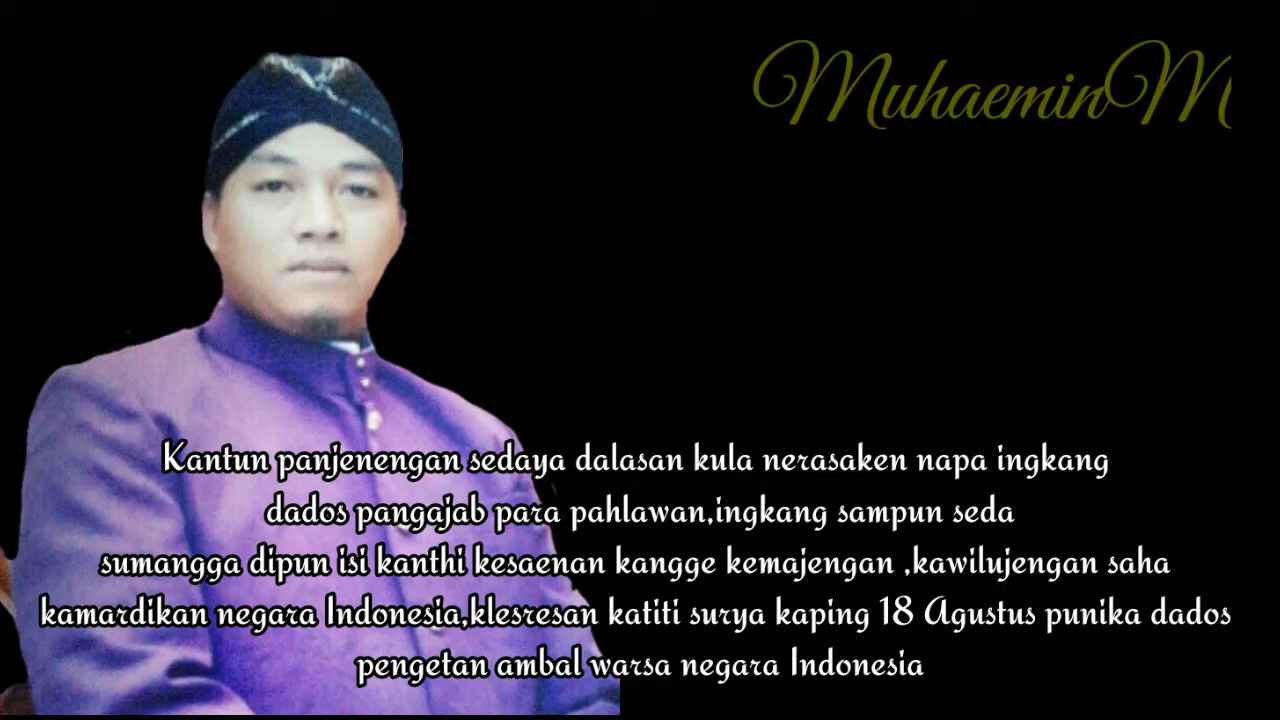 MuhaeminM
Kantun panjenengan sedaya dalasan kula nerasaken napa ingkang
dados pangajab para pahlawan,ingkang sampun seda
sumangga dipun isi kanthi kesaenan kangge kemajengan ,kawilujengan saha
kamardikan negara Indonesia,klesresan katiti surya kaping 18 Agustus punika dados
pengetan ambal warsa negara Indonesia